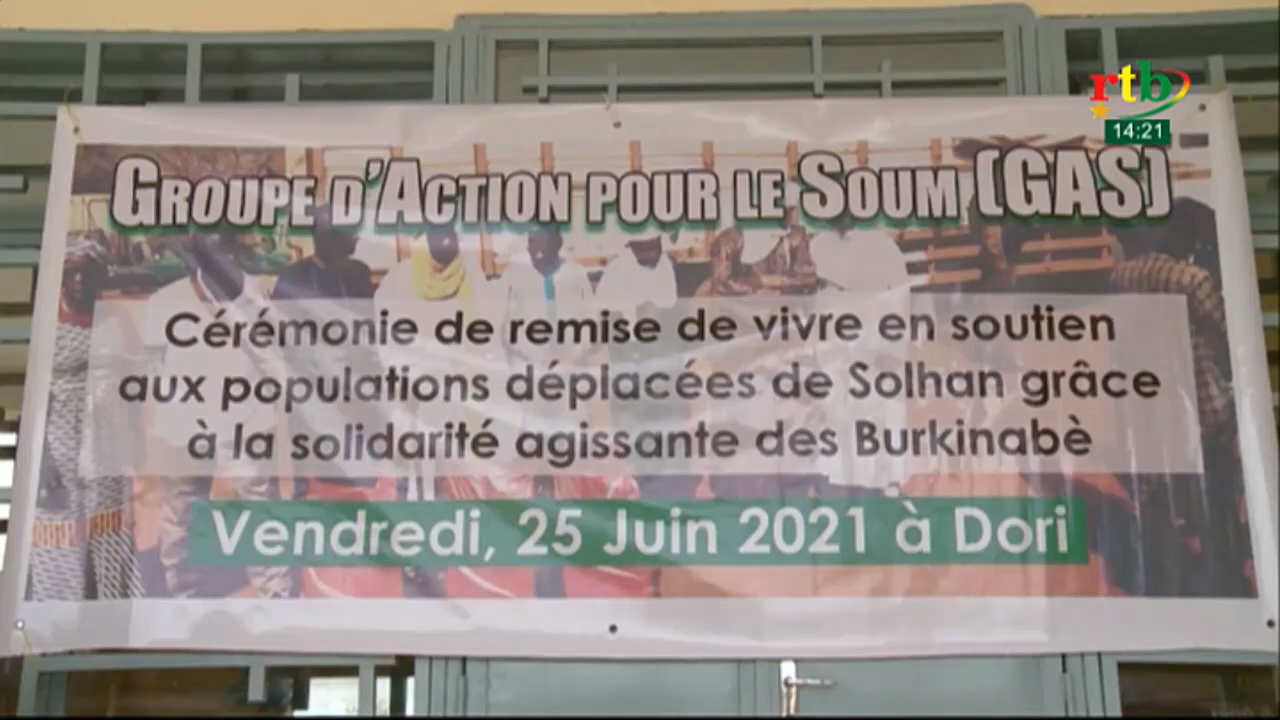 rtb
14:21
GROUPE D'ACTION POUR LE SOUM (GAS)
Cérémonie de remise de vivre en soutien
aux populations déplacées de Solhan grâce
à la solidarité agissante des Burkinabè
Vendredi, 25 Juin 2021 à Dori